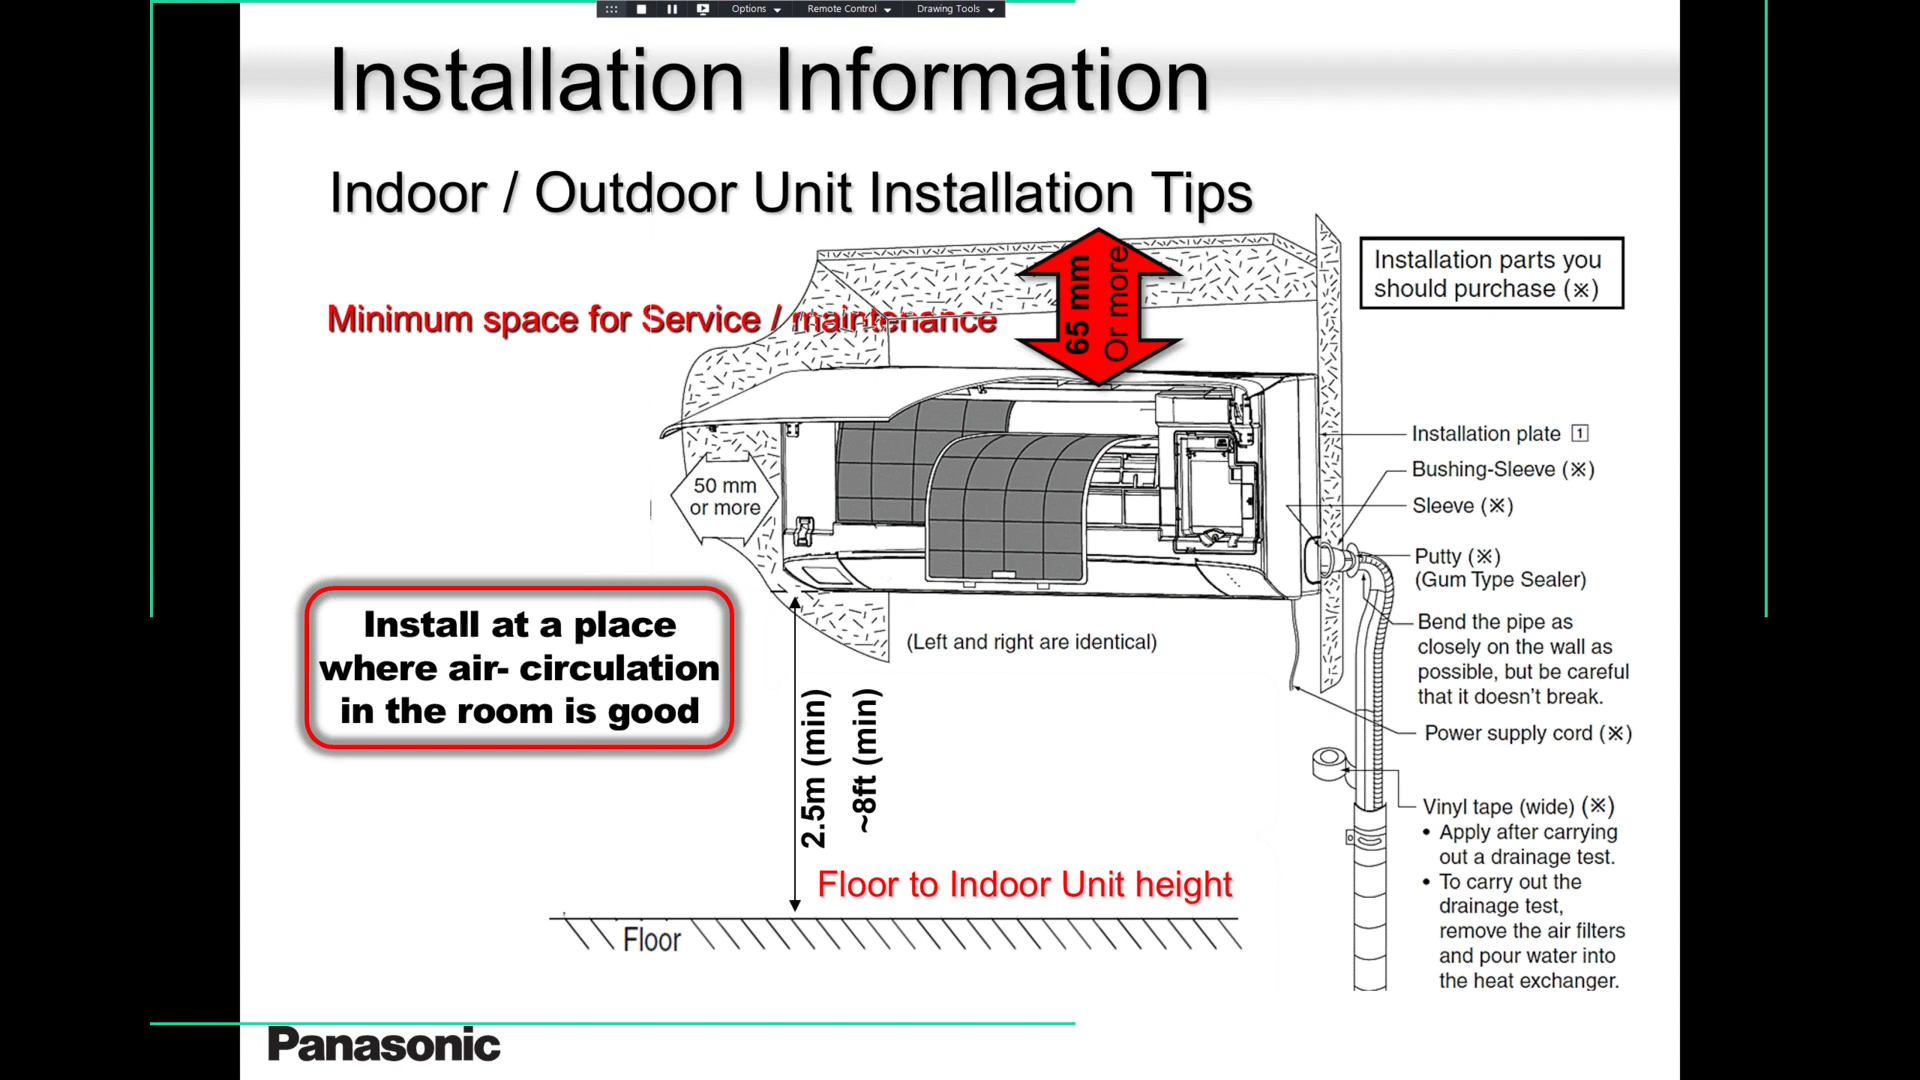 Options
Remote Control
Drawing Tools
Installation Information
Indoor / Outdoor Unit Installation Tips
Minimum space for Service / maintenance
65 mm
Or more
Installation parts you
should purchase (※)
50 mm
or more
Installation plate 1
Bushing-Sleeve (※)
Sleeve (※)
Putty (※)
(Gum Type Sealer)
Bend the pipe as
closely on the wall as
possible, but be careful
that it doesn't break.
Power supply cord (※)
Vinyl tape (wide) (※)
• Apply after carrying
out a drainage test.
• To carry out the
drainage test,
remove the air filters
and pour water into
the heat exchanger.
Install at a place
where air- circulation
in the room is good
(Left and right are identical)
2.5m (min)
~8ft (min)
Floor to Indoor Unit height
Floor
Panasonic